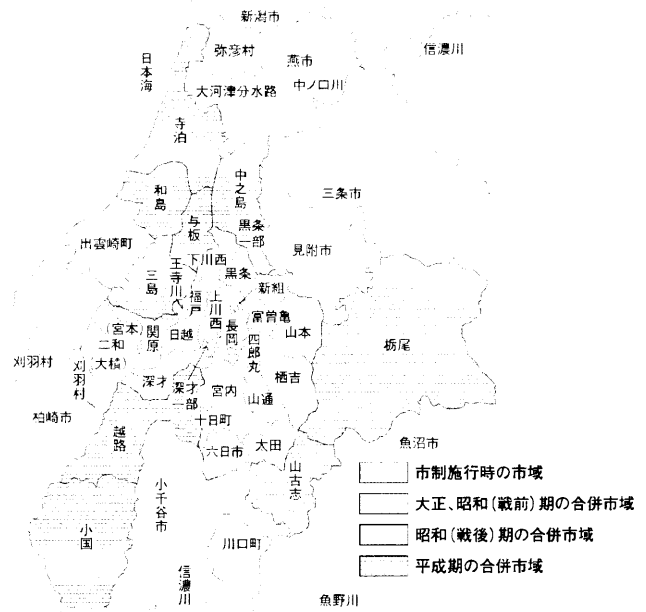 新潟市
弥彦村
燕市
信濃川
日本海
中ノ口川
大河津分水路
寺泊
中之島
三条市
和島
与板
黒条一部
出雲崎町
見附市
下川西
王寺川
黒条
三島
新組
福戸
上川西
富曽亀
長岡
山本
(宮本)
二和
(大積)
関原
日越
四郎丸
栃尾
刈羽村
刈羽村
栖吉
深才
深才一部
宮内
山通
柏崎市
十日町
越路
六日市
太田
魚沼市
山古志
小千谷市
小国
川口町
信濃川
魚野川
市制施行時の市域
大正、昭和(戦前)期の合併市域
昭和(戦後)期の合併市域
平成期の合併市域